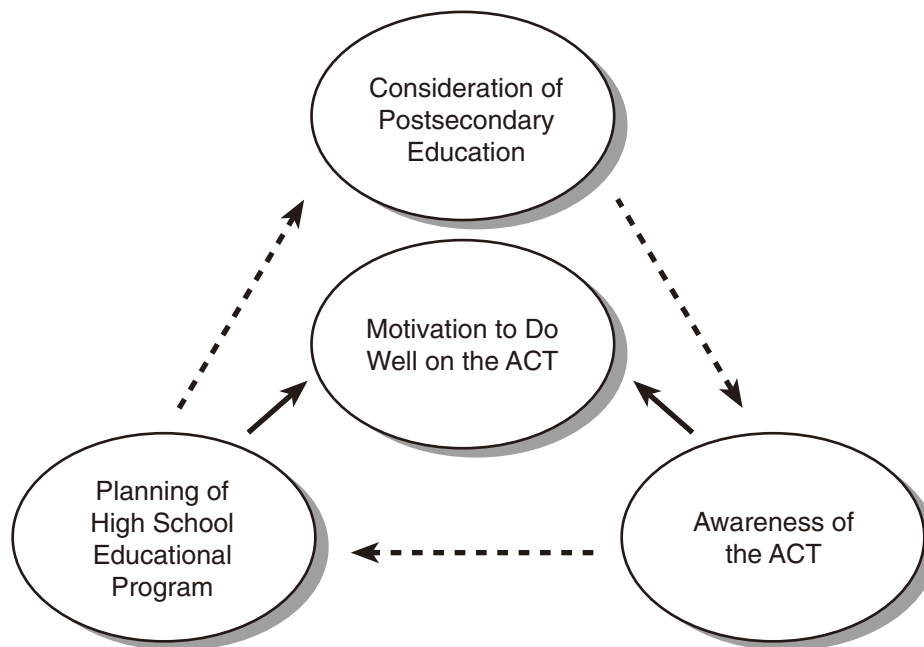 Consideration of
Postsecondary
Education
Motivation to Do
Well on the ACT
Planning of
High School
Educational
Program
Awareness of
the ACT